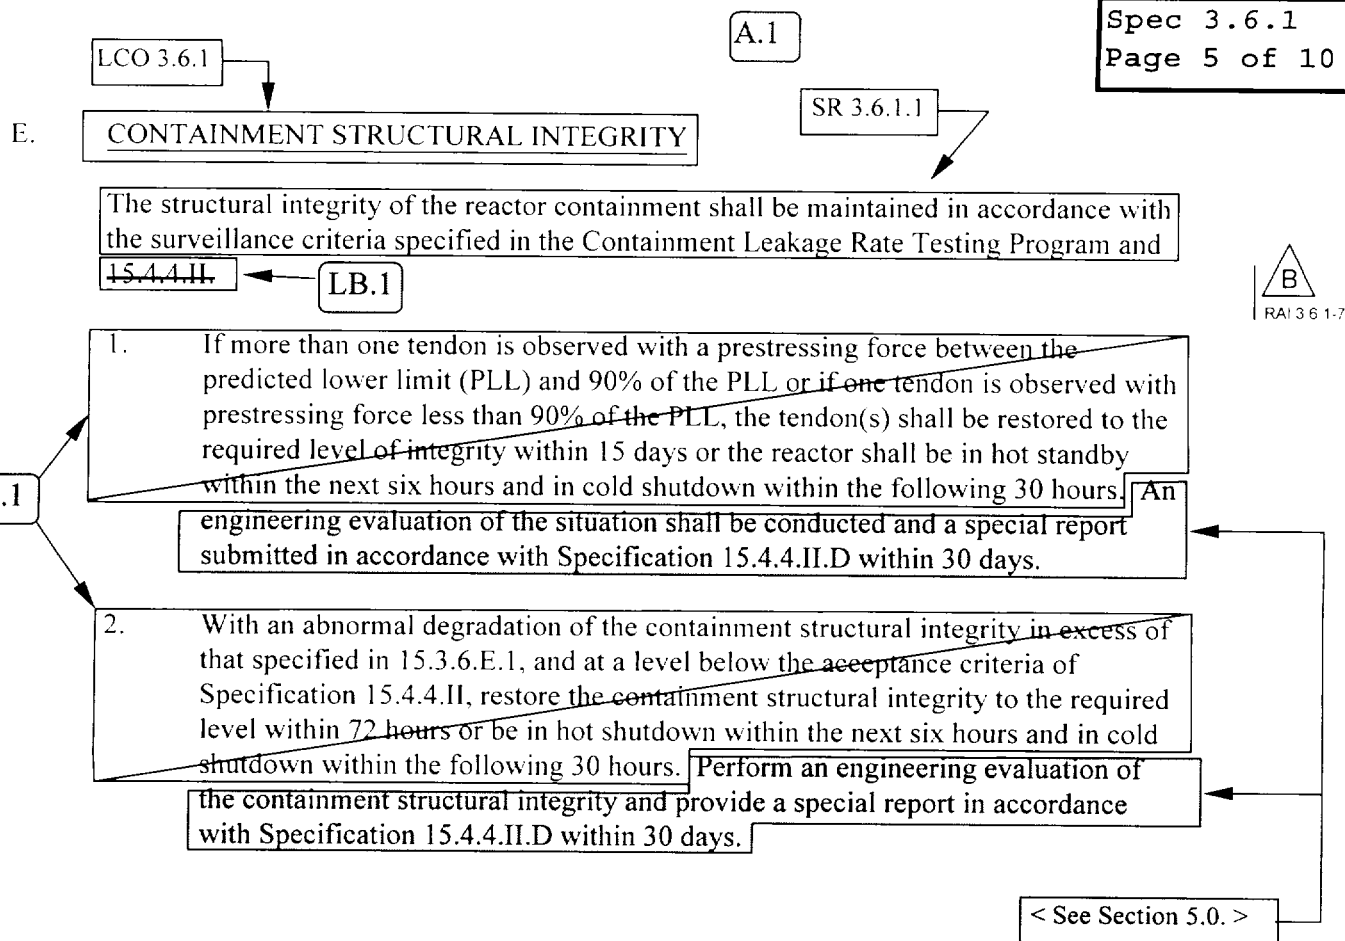 Spec 3.6.1
Page 5 of 10
A.1
LCO 3.6.1
SR 3.6.1.1
E. CONTAINMENT STRUCTURAL INTEGRITY
The structural integrity of the reactor containment shall be maintained in accordance with
the surveillance criteria specified in the Containment Leakage Rate Testing Program and
15.4.4.II.
LB.1
B
RAI 3 6 1-7
1. If more than one tendon is observed with a prestressing force between the
predicted lower limit (PLL) and 90% of the PLL or if one tendon is observed with
prestressing force less than 90% of the PLL, the tendon(s) shall be restored to the
required level of integrity within 15 days or the reactor shall be in hot standby
within the next six hours and in cold shutdown within the following 30 hours. An
engineering evaluation of the situation shall be conducted and a special report
submitted in accordance with Specification 15.4.4.II.D within 30 days.
.1
2. With an abnormal degradation of the containment structural integrity in excess of
that specified in 15.3.6.E.1, and at a level below the acceptance criteria of
Specification 15.4.4.II, restore the containment structural integrity to the required
level within 72 hours or be in hot shutdown within the next six hours and in cold
shutdown within the following 30 hours. Perform an engineering evaluation of
the containment structural integrity and provide a special report in accordance
with Specification 15.4.4.II.D within 30 days.
< See Section 5.0. >